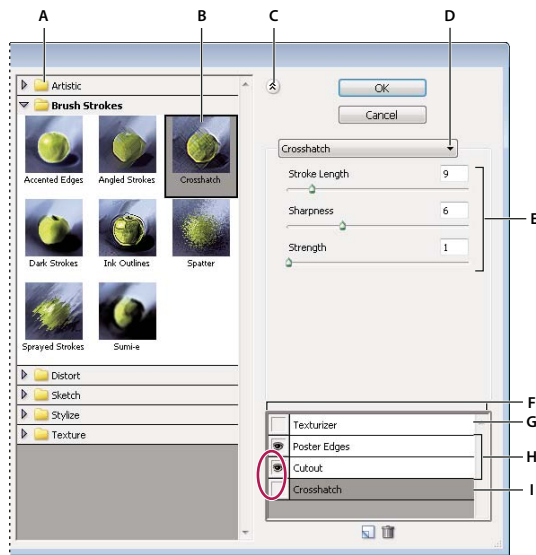 A B C D
Artistic
Brush Strokes
Accented Edges Angled Strokes Crosshatch
Dark Strokes Ink Outlines Spatter
Sprayed Strokes Sumi-e
Distort
Sketch
Stylize
Texture
OK
Cancel
Crosshatch
Stroke Length 9
Sharpness 6
Strength 1
E
F
Texturizer G
Poster Edges
H
Cutout
Crosshatch I